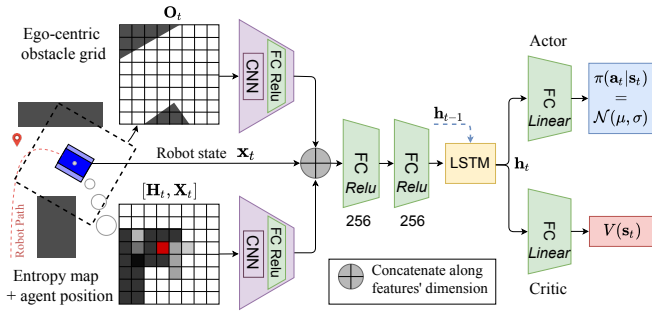 O_t
Ego-centric
obstacle grid
CNN
FC Relu
Robot state x_t
Robot Path
[H_t, X_t]
Entropy map
+ agent position
CNN
FC Relu
FC
Relu
256
FC
Relu
256
h_{t-1}
LSTM
h_t
Concatenate along
features' dimension
Actor
FC
Linear
π(a_t|s_t)
=
N(μ, σ)
FC
Linear
Critic
V(s_t)